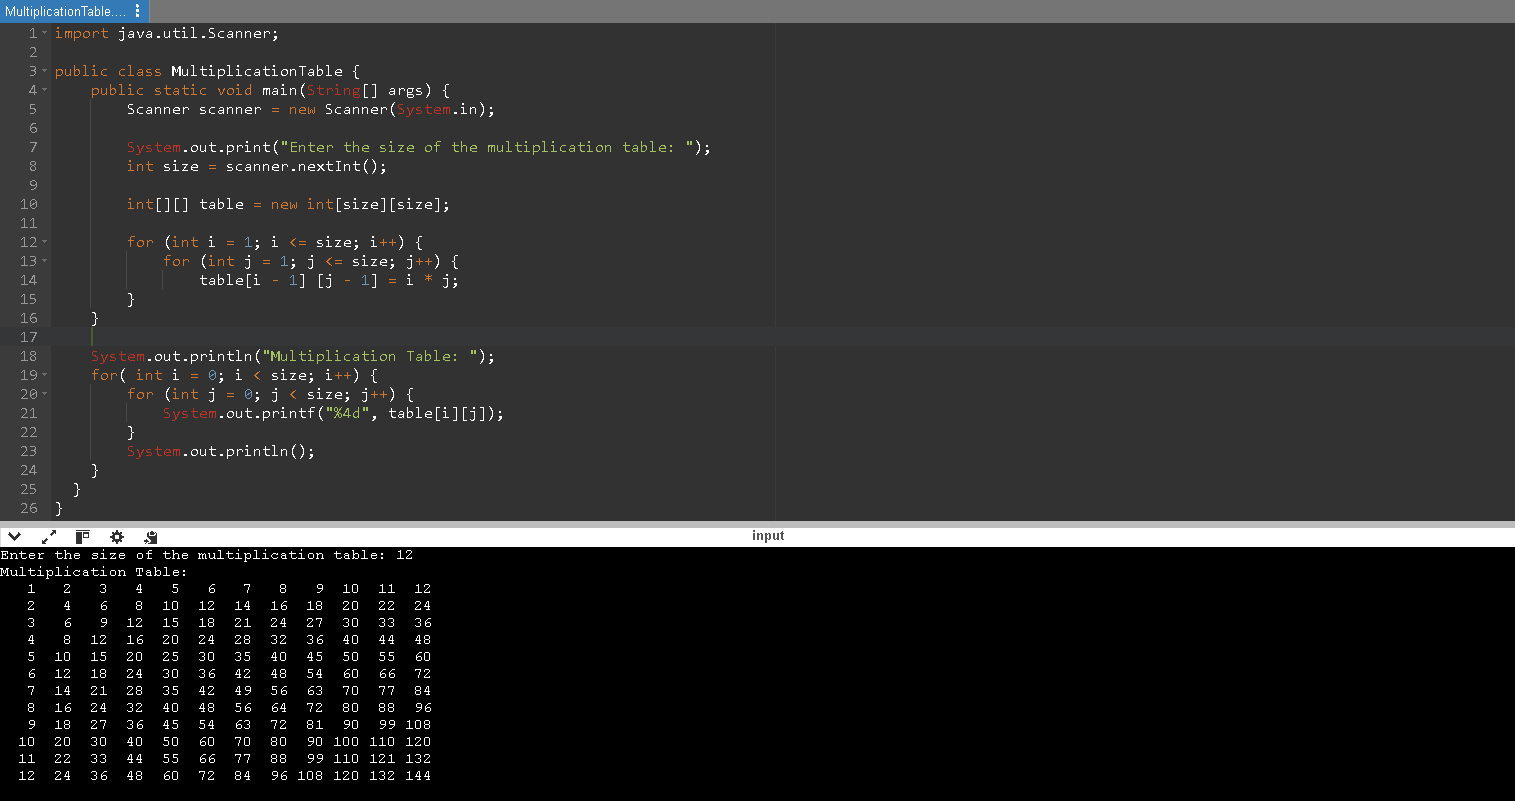 MultiplicationTable....
1 import java.util.Scanner;
2
3 public class MultiplicationTable {
4     public static void main(String[] args) {
5         Scanner scanner = new Scanner(System.in);
6
7         System.out.print("Enter the size of the multiplication table: ");
8         int size = scanner.nextInt();
9
10         int[][] table = new int[size][size];
11
12         for (int i = 1; i <= size; i++) {
13             for (int j = 1; j <= size; j++) {
14                 table[i - 1] [j - 1] = i * j;
15         }
16     }
17
18     System.out.println("Multiplication Table: ");
19     for( int i = 0; i < size; i++) {
20         for (int j = 0; j < size; j++) {
21             System.out.printf("%4d", table[i][j]);
22         }
23         System.out.println();
24     }
25   }
26 }
input
Enter the size of the multiplication table: 12
Multiplication Table:
   1   2   3   4   5   6   7   8   9  10  11  12
   2   4   6   8  10  12  14  16  18  20  22  24
   3   6   9  12  15  18  21  24  27  30  33  36
   4   8  12  16  20  24  28  32  36  40  44  48
   5  10  15  20  25  30  35  40  45  50  55  60
   6  12  18  24  30  36  42  48  54  60  66  72
   7  14  21  28  35  42  49  56  63  70  77  84
   8  16  24  32  40  48  56  64  72  80  88  96
   9  18  27  36  45  54  63  72  81  90  99 108
  10  20  30  40  50  60  70  80  90 100 110 120
  11  22  33  44  55  66  77  88  99 110 121 132
  12  24  36  48  60  72  84  96 108 120 132 144